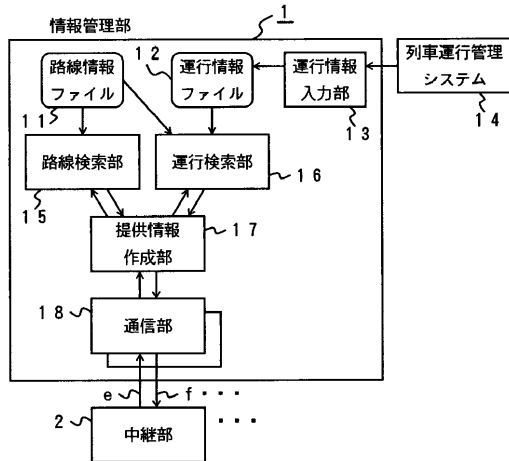 情報管理部
1
路線情報
ファイル
11
12
運行情報
ファイル
運行情報
入力部
13
列車運行管理
システム
14
路線検索部
15
運行検索部
16
提供情報
作成部
17
18
通信部
e
f ・・・
2
中継部
・・・